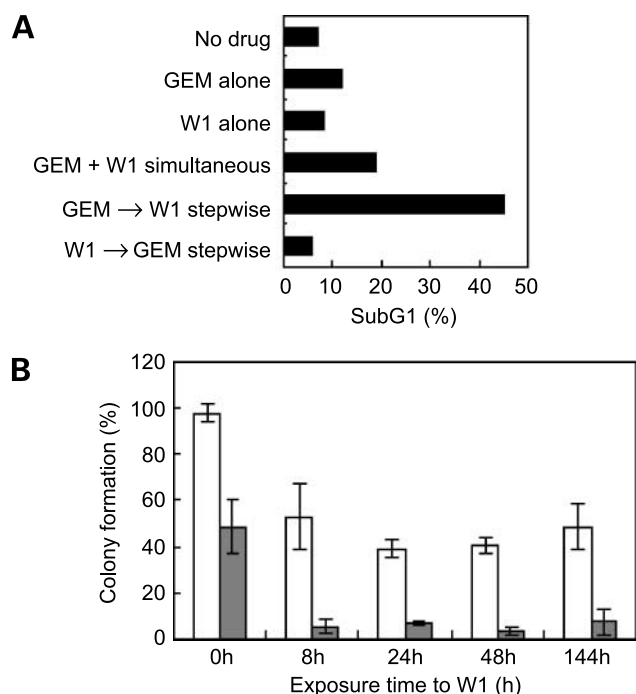 A
No drug
GEM alone
W1 alone
GEM + W1 simultaneous
GEM → W1 stepwise
W1 → GEM stepwise
0 10 20 30 40 50
SubG1 (%)
B
Colony formation (%)
120
100
80
60
40
20
0
0h 8h 24h 48h 144h
Exposure time to W1 (h)